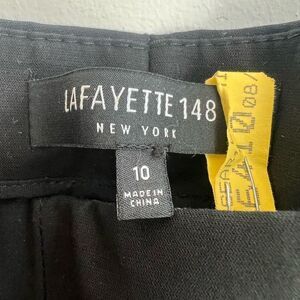 LAFAYETTE 148
NEW YORK
10
MADE IN
CHINA